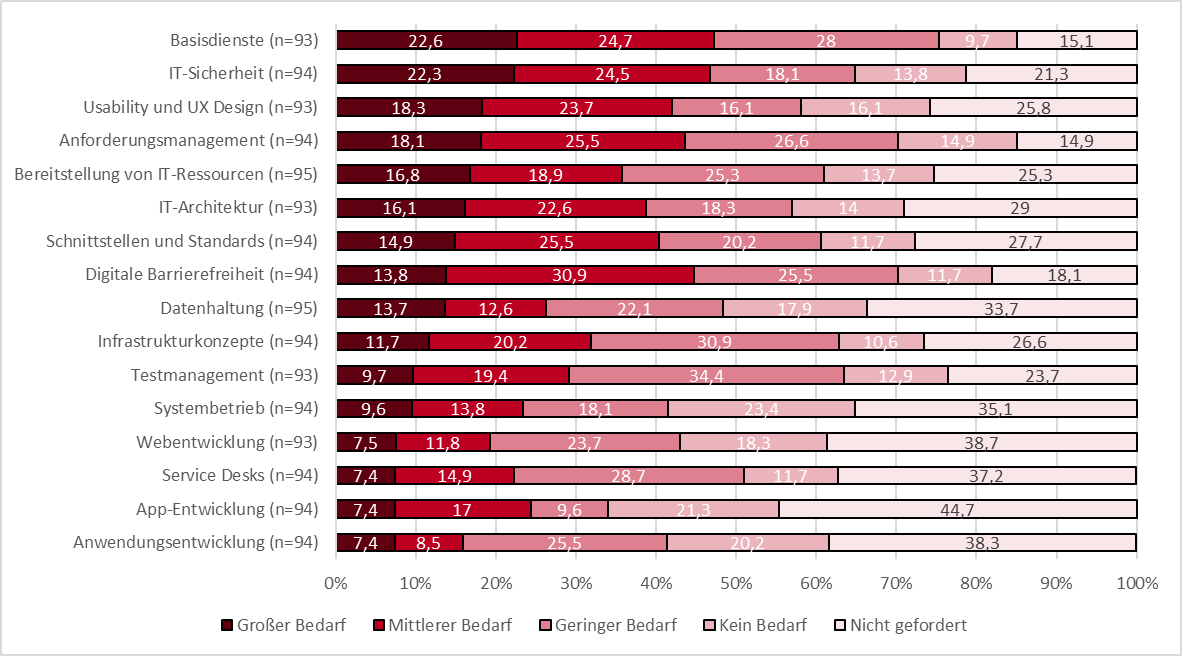 Basisdienste (n=93) 22,6 24,7 28 9,7 15,1
IT-Sicherheit (n=94) 22,3 24,5 18,1 13,8 21,3
Usability und UX Design (n=93) 18,3 23,7 16,1 16,1 25,8
Anforderungsmanagement (n=94) 18,1 25,5 26,6 14,9 14,9
Bereitstellung von IT-Ressourcen (n=95) 16,8 18,9 25,3 13,7 25,3
IT-Architektur (n=93) 16,1 22,6 18,3 14 29
Schnittstellen und Standards (n=94) 14,9 25,5 20,2 11,7 27,7
Digitale Barrierefreiheit (n=94) 13,8 30,9 25,5 11,7 18,1
Datenhaltung (n=95) 13,7 12,6 22,1 17,9 33,7
Infrastrukturkonzepte (n=94) 11,7 20,2 30,9 10,6 26,6
Testmanagement (n=93) 9,7 19,4 34,4 12,9 23,7
Systembetrieb (n=94) 9,6 13,8 18,1 23,4 35,1
Webentwicklung (n=93) 7,5 11,8 23,7 18,3 38,7
Service Desks (n=94) 7,4 14,9 28,7 11,7 37,2
App-Entwicklung (n=94) 7,4 17 9,6 21,3 44,7
Anwendungsentwicklung (n=94) 7,4 8,5 25,5 20,2 38,3
0% 10% 20% 30% 40% 50% 60% 70% 80% 90% 100%
Großer Bedarf Mittlerer Bedarf Geringer Bedarf Kein Bedarf Nicht gefordert